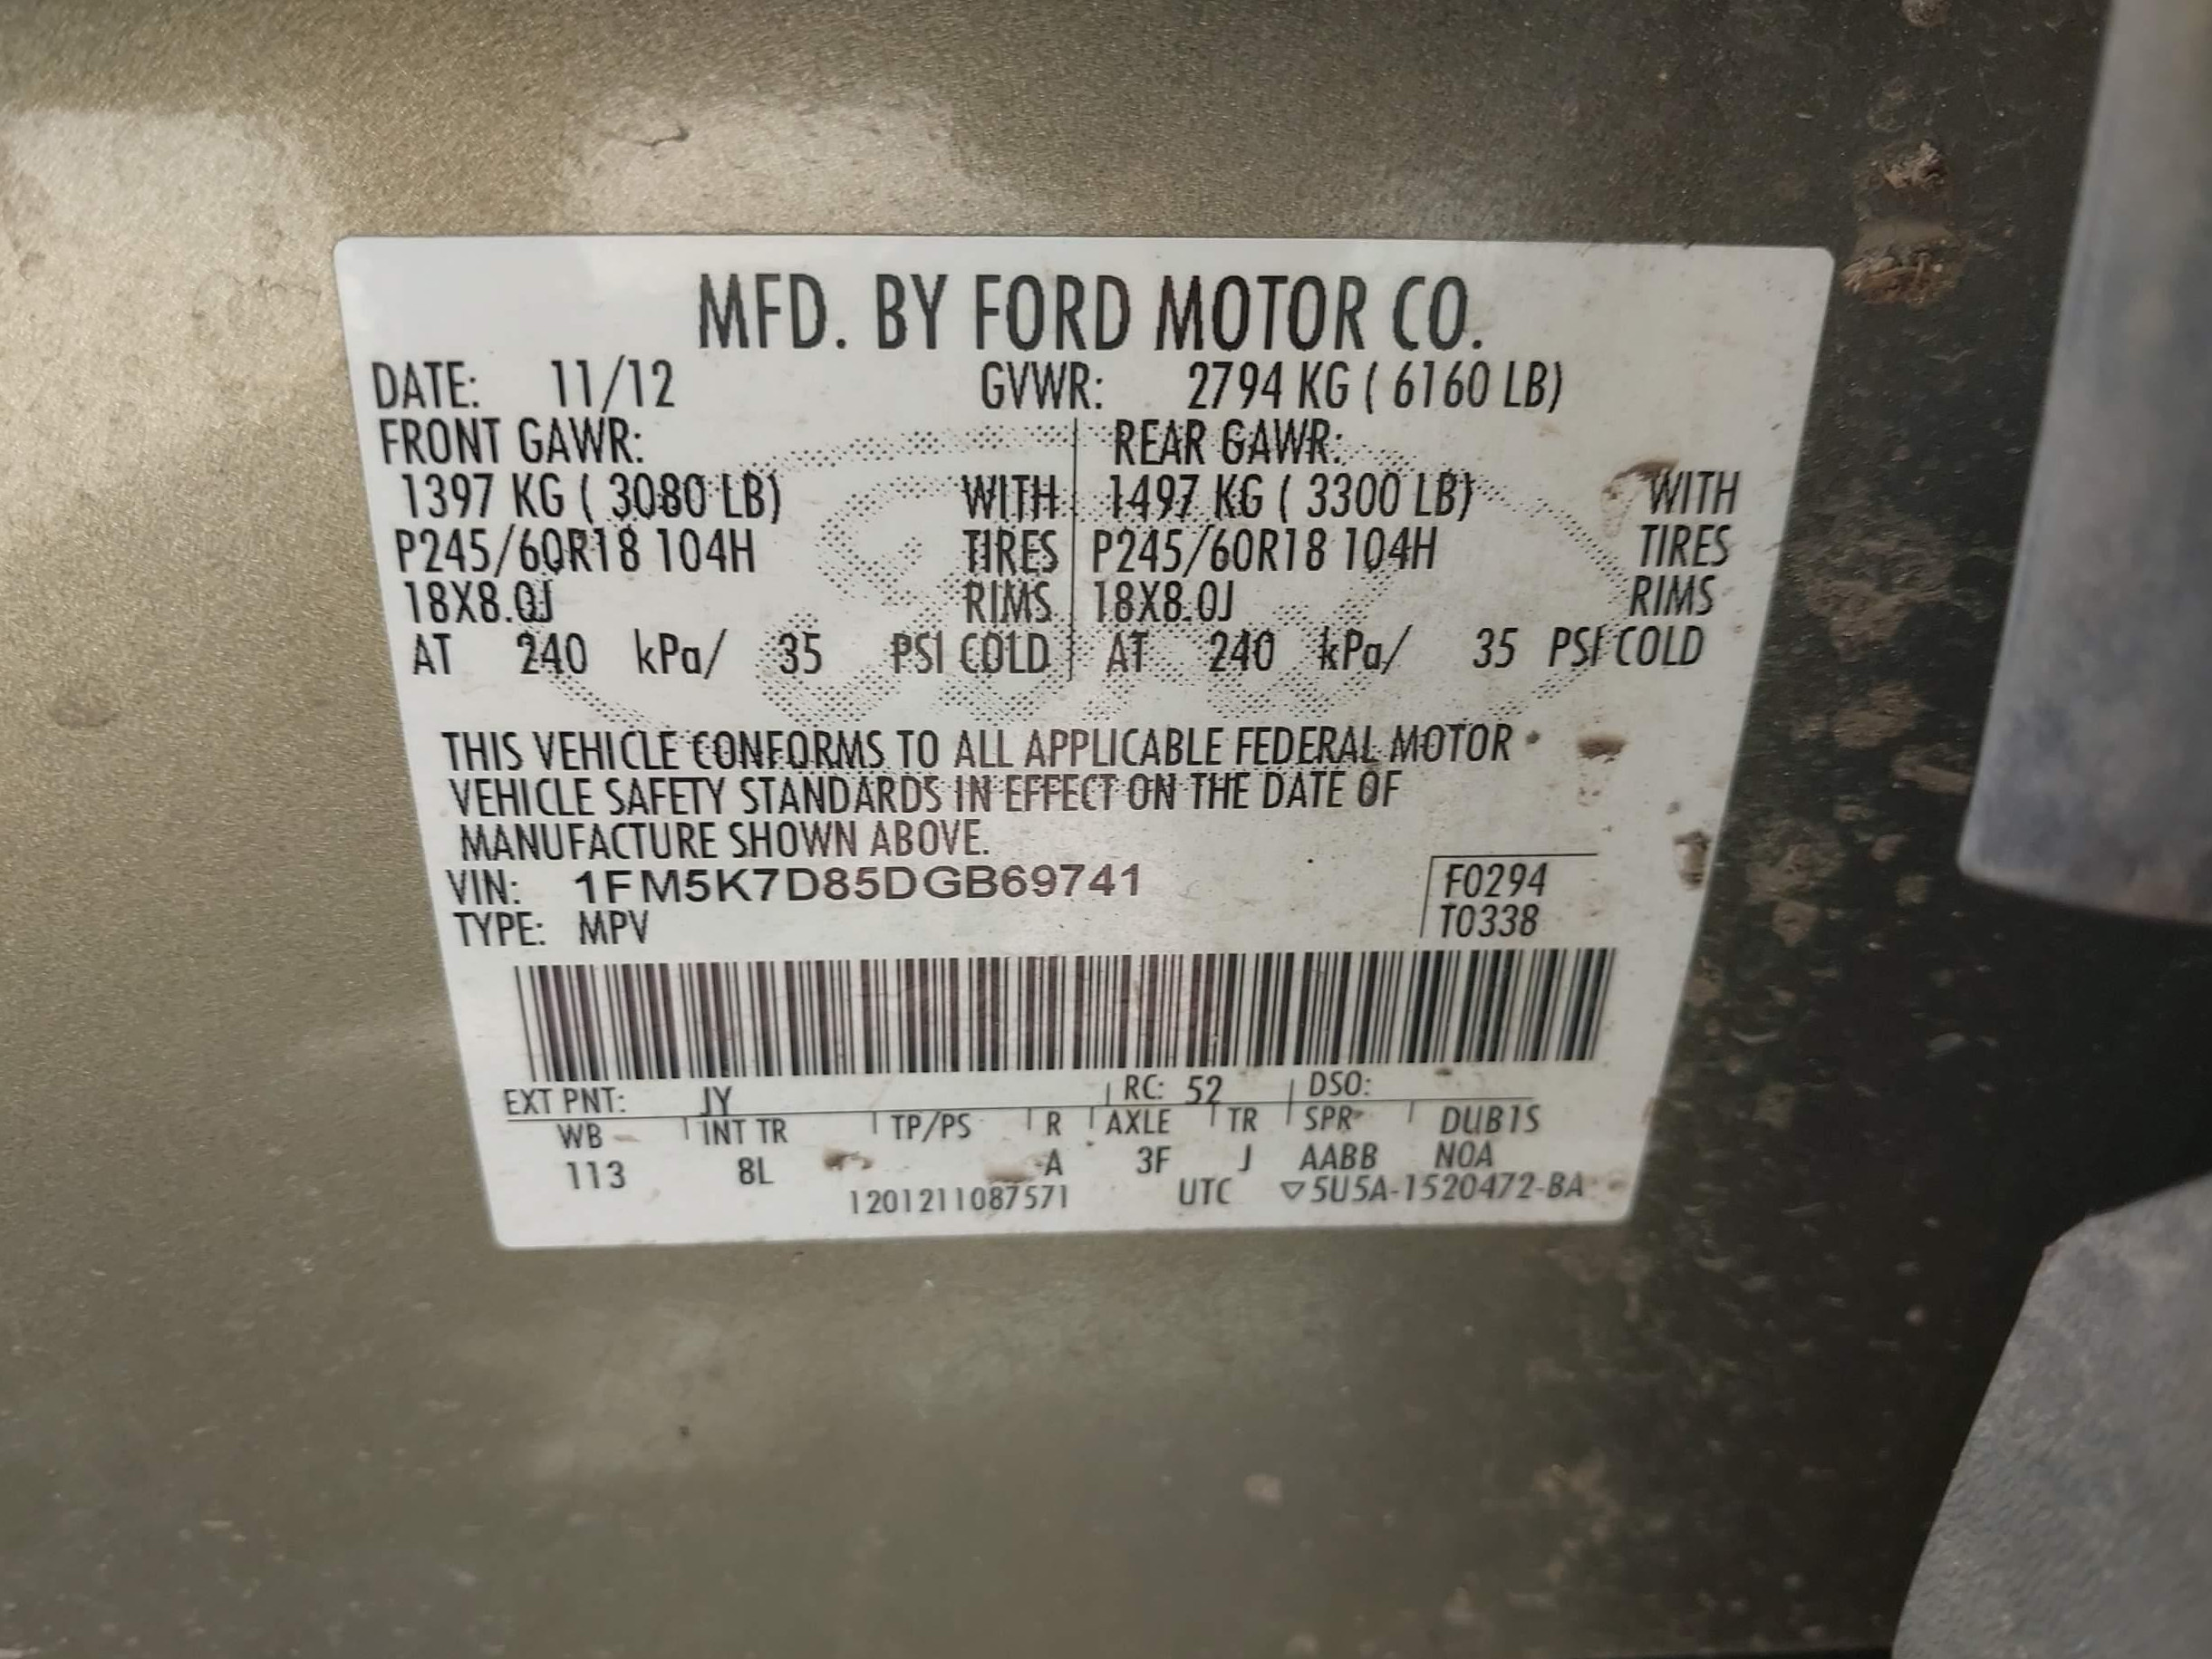 MFD. BY FORD MOTOR CO.
DATE: 11/12 GVWR: 2794 KG ( 6160 LB)
FRONT GAWR: REAR GAWR:
1397 KG ( 3080 LB) WITH 1497 KG ( 3300 LB) WITH
P245/60R18 104H TIRES P245/60R18 104H TIRES
18X8.0J RIMS 18X8.0J RIMS
AT 240 kPa/ 35 PSI COLD AT 240 kPa/ 35 PSI COLD
THIS VEHICLE CONFORMS TO ALL APPLICABLE FEDERAL MOTOR
VEHICLE SAFETY STANDARDS IN EFFECT ON THE DATE OF
MANUFACTURE SHOWN ABOVE.
VIN: 1FM5K7D85DGB69741 F0294
TYPE: MPV T0338
EXT PNT: JY RC: 52 DSO:
WB INT TR TP/PS R AXLE TR SPR DUB1S
113 8L A 3F J AABB NOA
1201211087571 UTC ▽5U5A-1520472-BA